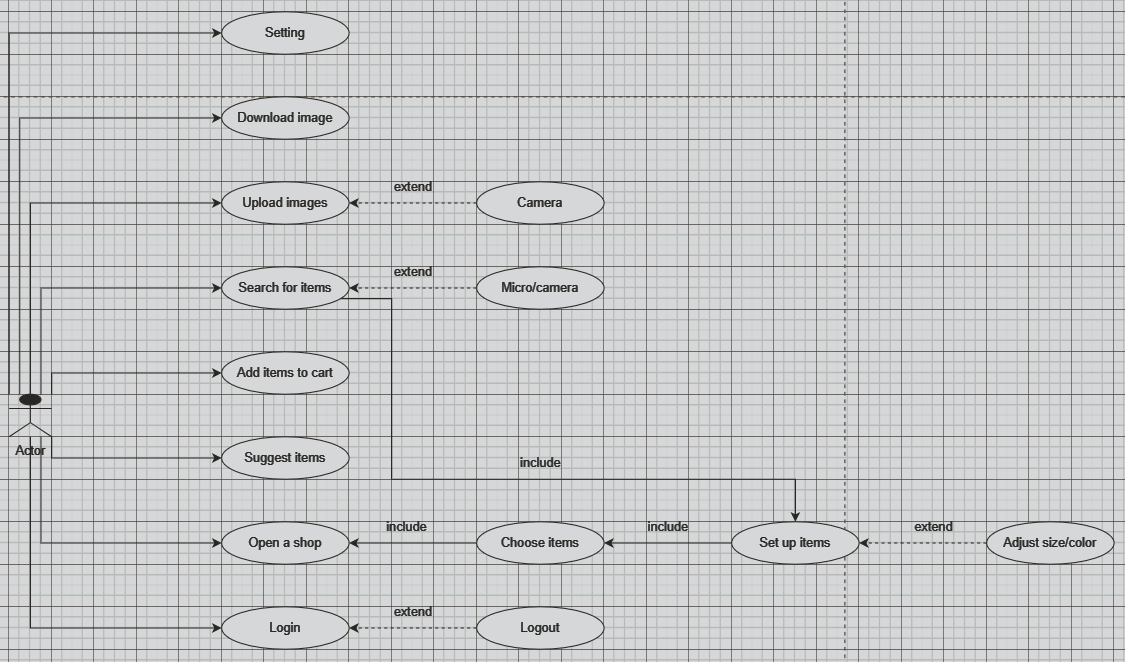 Setting
Download image
extend
Upload images
Camera
extend
Search for items
Micro/camera
Add items to cart
Actor
Suggest items
include
include
include
extend
Open a shop
Choose items
Set up items
Adjust size/color
extend
Login
Logout